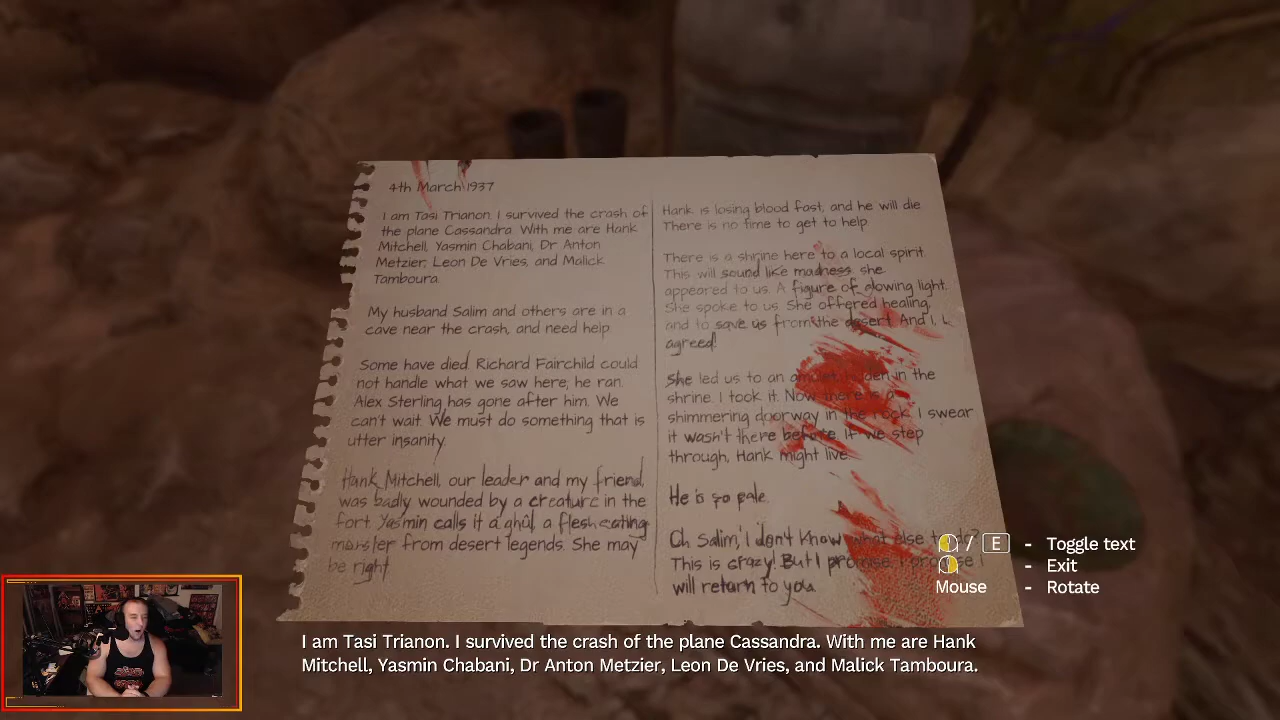 4th March 1937
I am Tasi Trianon. I survived the crash of
the plane Cassandra. With me are Hank
Mitchell, Yasmin Chabani, Dr Anton
Metzier, Leon De Vries, and Malick
Tamboura.
My husband Salim and others are in a
cave near the crash, and need help.
Some have died. Richard Fairchild could
not handle what we saw here; he ran.
Alex Sterling has gone after him. We
can't wait. We must do something that is
utter insanity.
Hank Mitchell, our leader and my friend,
was badly wounded by a creature in the
fort. Yasmin calls it a ghùl, a flesh-eating
monster from desert legends. She may
be right
Hank is losing blood fast, and he will die
There is no time to get to help
There is a shrine here to a local spirit.
This will sound like madness she
appeared to us. A figure of glowing light.
She spoke to us. She offered healing,
and to save us from the desert. And I, I,
agreed!
She led us to an amulet hidden in the
shrine. I took it. Now there is a
shimmering doorway in the rock. I swear
it wasn't there before. If we step
through, Hank might live.
He is so pale.
Oh Salim, I don't know what else to do?
This is crazy! But I promise, I promise I
will return to you.
/ E - Toggle text
- Exit
Mouse - Rotate
I am Tasi Trianon. I survived the crash of the plane Cassandra. With me are Hank
Mitchell, Yasmin Chabani, Dr Anton Metzier, Leon De Vries, and Malick Tamboura.